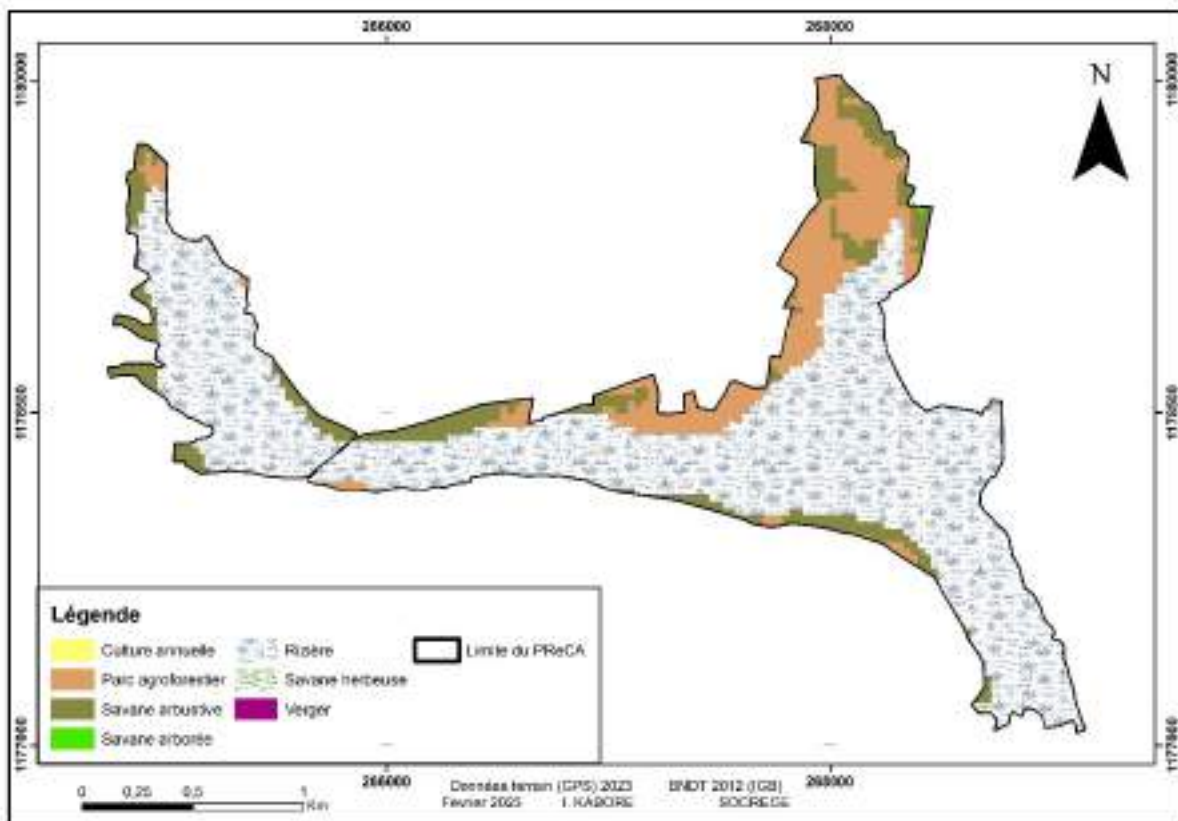 266000 268000
N
1180000 1180000
1178500 1178500
Légende
Culture annuelle Rizère Limite du PReCA
Parc agroforestier Savane herbeuse
Savane arbustive Verger
Savane arborée
266000 268000
0 0,25 0,5 1
Km
Données terrain (GPS) 2023 BNDT 2012 (IGB)
Fevrier I. KABORE SOCREGE